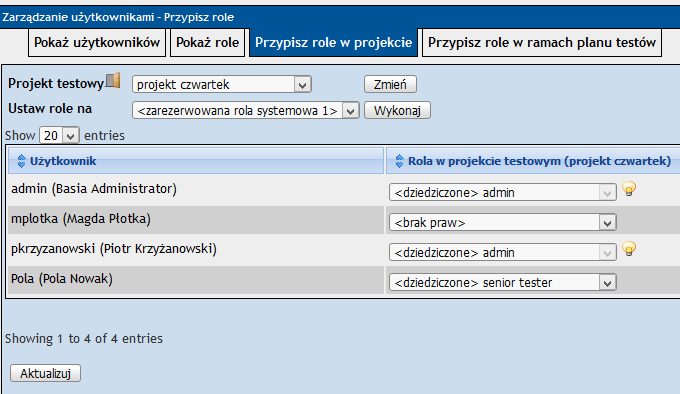 Zarządzanie użytkownikami - Przypisz role
Pokaż użytkowników Pokaż role Przypisz role w projekcie Przypisz role w ramach planu testów
Projekt testowy projekt czwartek Zmień
Ustaw role na <zarezerwowana rola systemowa 1> Wykonaj
Show 20 entries
Użytkownik Rola w projekcie testowym (projekt czwartek)
admin (Basia Administrator) <dziedziczone> admin
mplotka (Magda Płotka) <brak praw>
pkrzyzanowski (Piotr Krzyżanowski) <dziedziczone> admin
Pola (Pola Nowak) <dziedziczone> senior tester
Showing 1 to 4 of 4 entries
Aktualizuj